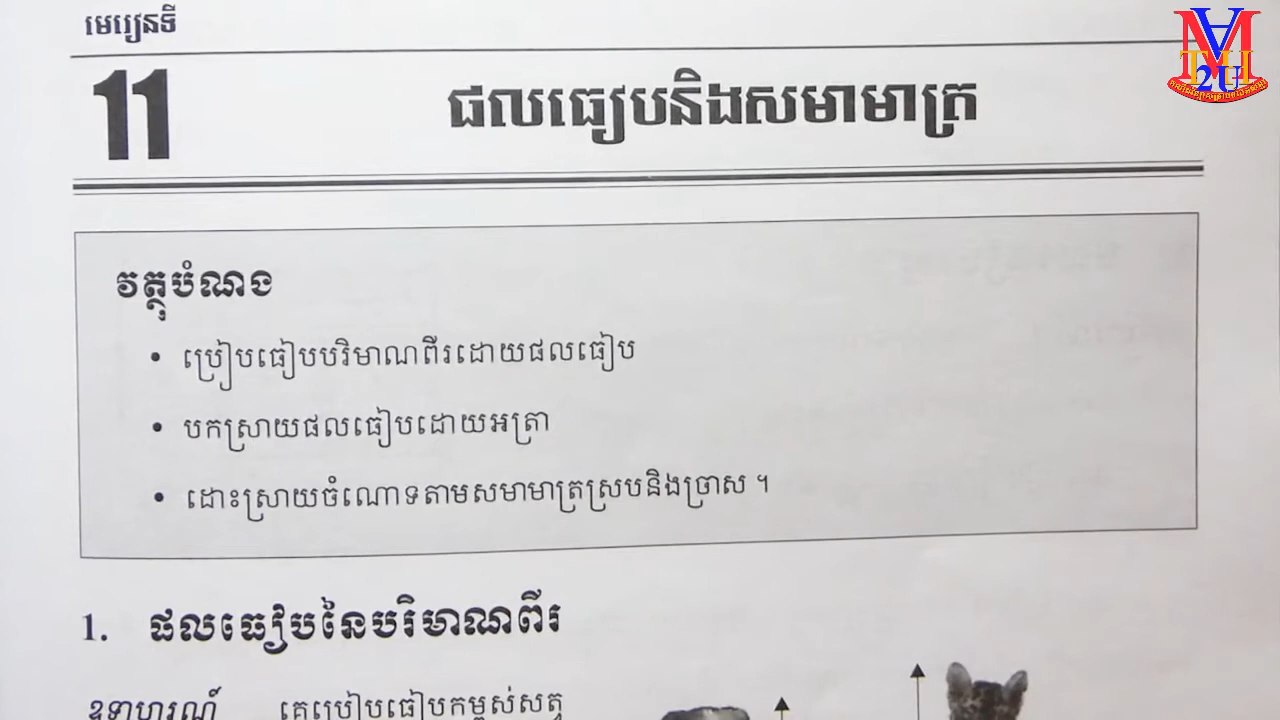 មេរៀនទី
11
ផលធៀបនិងសមាមាត្រ
វត្ថុបំណង
• ប្រៀបធៀបបរិមាណពីរដោយផលធៀប
• បកស្រាយផលធៀបដោយអត្រា
• ដោះស្រាយចំណោទតាមសមាមាត្រស្របនិងច្រាស ។
1. ផលធៀបនៃបរិមាណពីរ
ឧទាហរណ៍ គេប្រៀបធៀបកម្ពស់សត្វ
2U